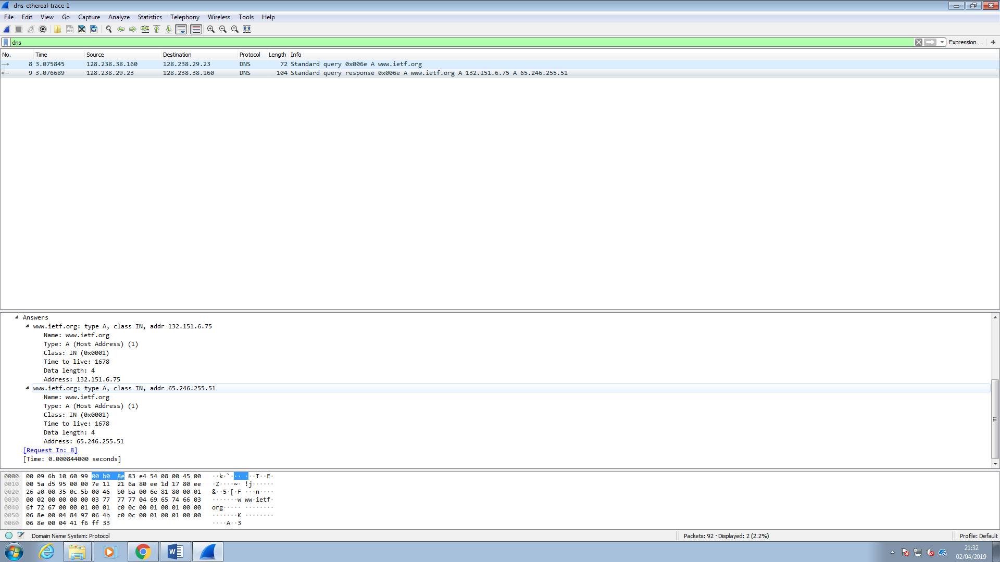 dns-ethereal-trace-1
File Edit View Go Capture Analyze Statistics Telephony Wireless Tools Help
dns Expression... +
No. Time Source Destination Protocol Length Info
8 3.075845 128.238.38.160 128.238.29.23 DNS 72 Standard query 0x006e A www.ietf.org
9 3.076689 128.238.29.23 128.238.38.160 DNS 104 Standard query response 0x006e A www.ietf.org A 132.151.6.75 A 65.246.255.51
Answers
www.ietf.org: type A, class IN, addr 132.151.6.75
Name: www.ietf.org
Type: A (Host Address) (1)
Class: IN (0x0001)
Time to live: 1678
Data length: 4
Address: 132.151.6.75
www.ietf.org: type A, class IN, addr 65.246.255.51
Name: www.ietf.org
Type: A (Host Address) (1)
Class: IN (0x0001)
Time to live: 1678
Data length: 4
Address: 65.246.255.51
[Request In: 8]
[Time: 0.000844000 seconds]
0000 00 09 6b 10 60 99 00 b0 8e 83 e4 54 08 00 45 00 ··k·`··· ···T··E·
0010 00 5a d5 95 00 00 7e 11 21 6a 80 ee 1d 17 80 ee ·Z····~· !j······
0020 26 a0 00 35 0c 5b 00 46 b0 ba 00 6e 81 80 00 01 &··5·[·F ···n····
0030 00 02 00 00 00 00 03 77 77 77 04 69 65 74 66 03 ·······w ww·ietf·
0040 6f 72 67 00 00 01 00 01 c0 0c 00 01 00 01 00 00 org····· ········
0050 06 8e 00 04 84 97 06 4b c0 0c 00 01 00 01 00 00 ·······K ········
0060 06 8e 00 04 41 f6 ff 33 ····A··3
Domain Name System: Protocol Packets: 92 · Displayed: 2 (2.2%) Profile: Default
21:32
02/04/2019